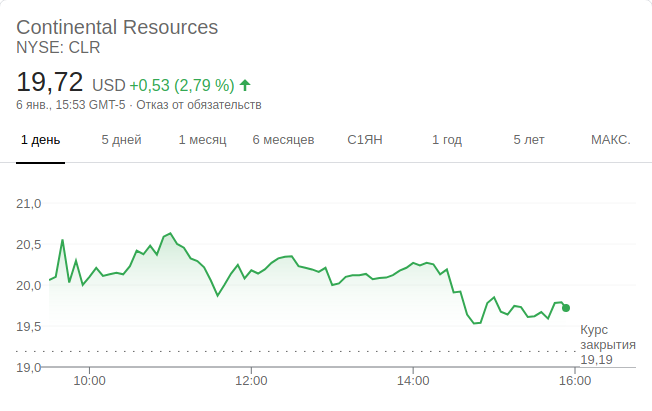 Continental Resources
NYSE: CLR
19,72 USD +0,53 (2,79 %)
6 янв., 15:53 GMT-5 · Отказ от обязательств
1 день 5 дней 1 месяц 6 месяцев С1ЯН 1 год 5 лет МАКС.
21,0
20,5
20,0
19,5
Курс
закрытия
19,19
19,0
10:00 12:00 14:00 16:00